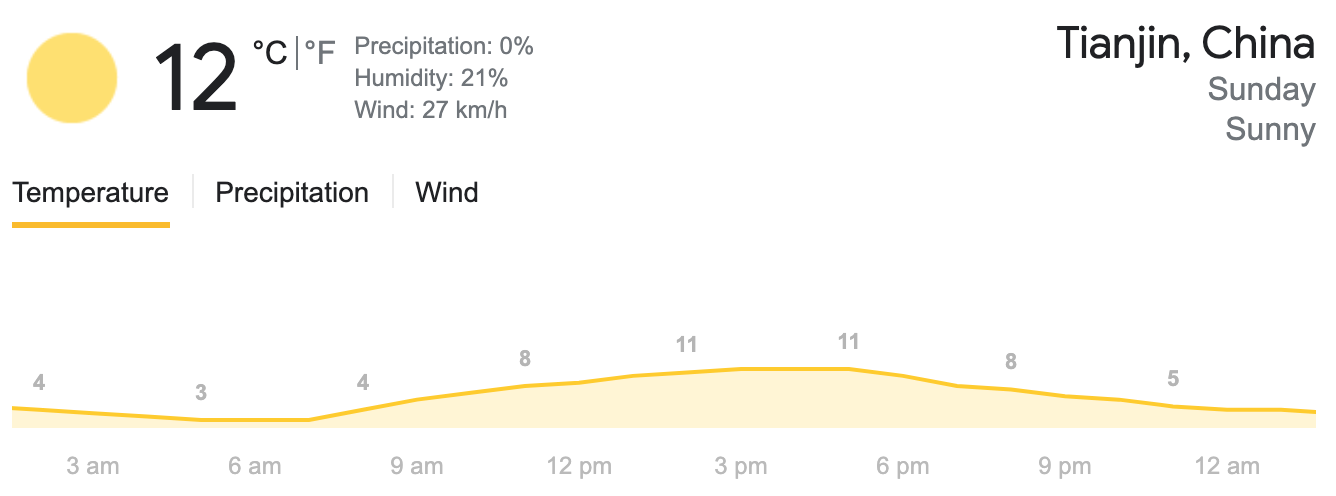 12 °C|°F
Precipitation: 0%
Humidity: 21%
Wind: 27 km/h
Tianjin, China
Sunday
Sunny
Temperature Precipitation Wind
4 3 4 8 11 11 8 5
3 am 6 am 9 am 12 pm 3 pm 6 pm 9 pm 12 am